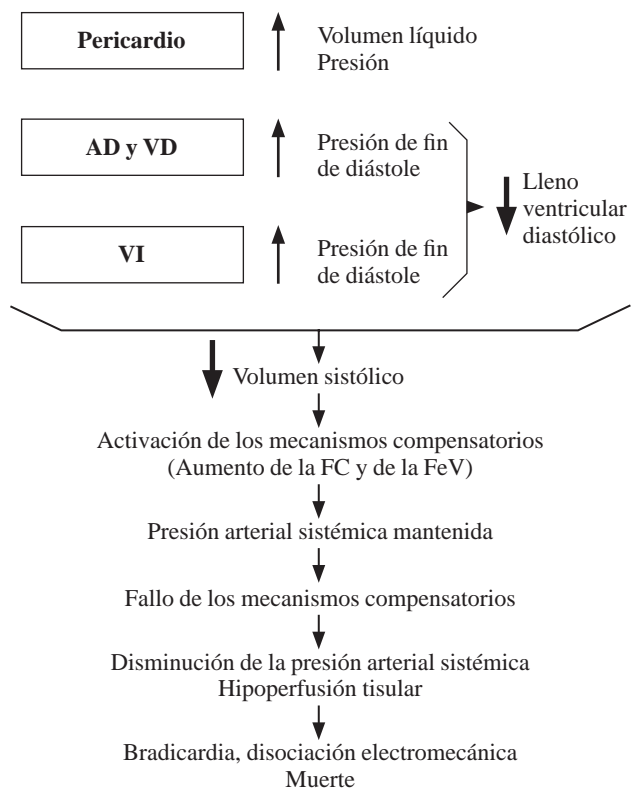 Pericardio
Volumen líquido
Presión
AD y VD
Presión de fin
de diástole
Lleno
ventricular
diastólico
VI
Presión de fin
de diástole
Volumen sistólico
Activación de los mecanismos compensatorios
(Aumento de la FC y de la FeV)
Presión arterial sistémica mantenida
Fallo de los mecanismos compensatorios
Disminución de la presión arterial sistémica
Hipoperfusión tisular
Bradicardia, disociación electromecánica
Muerte